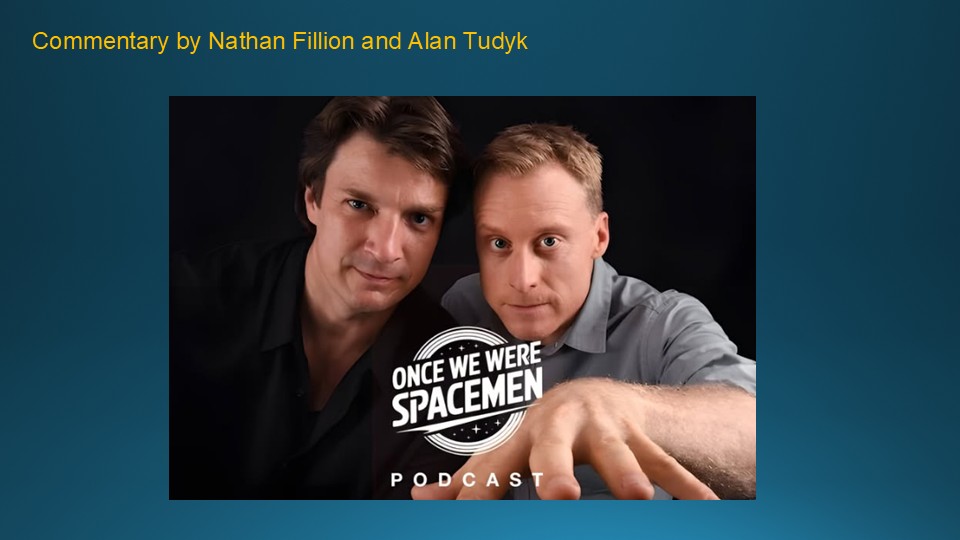 Commentary by Nathan Fillion and Alan Tudyk
ONCE WE WERE
SPACEMEN
PODCAST